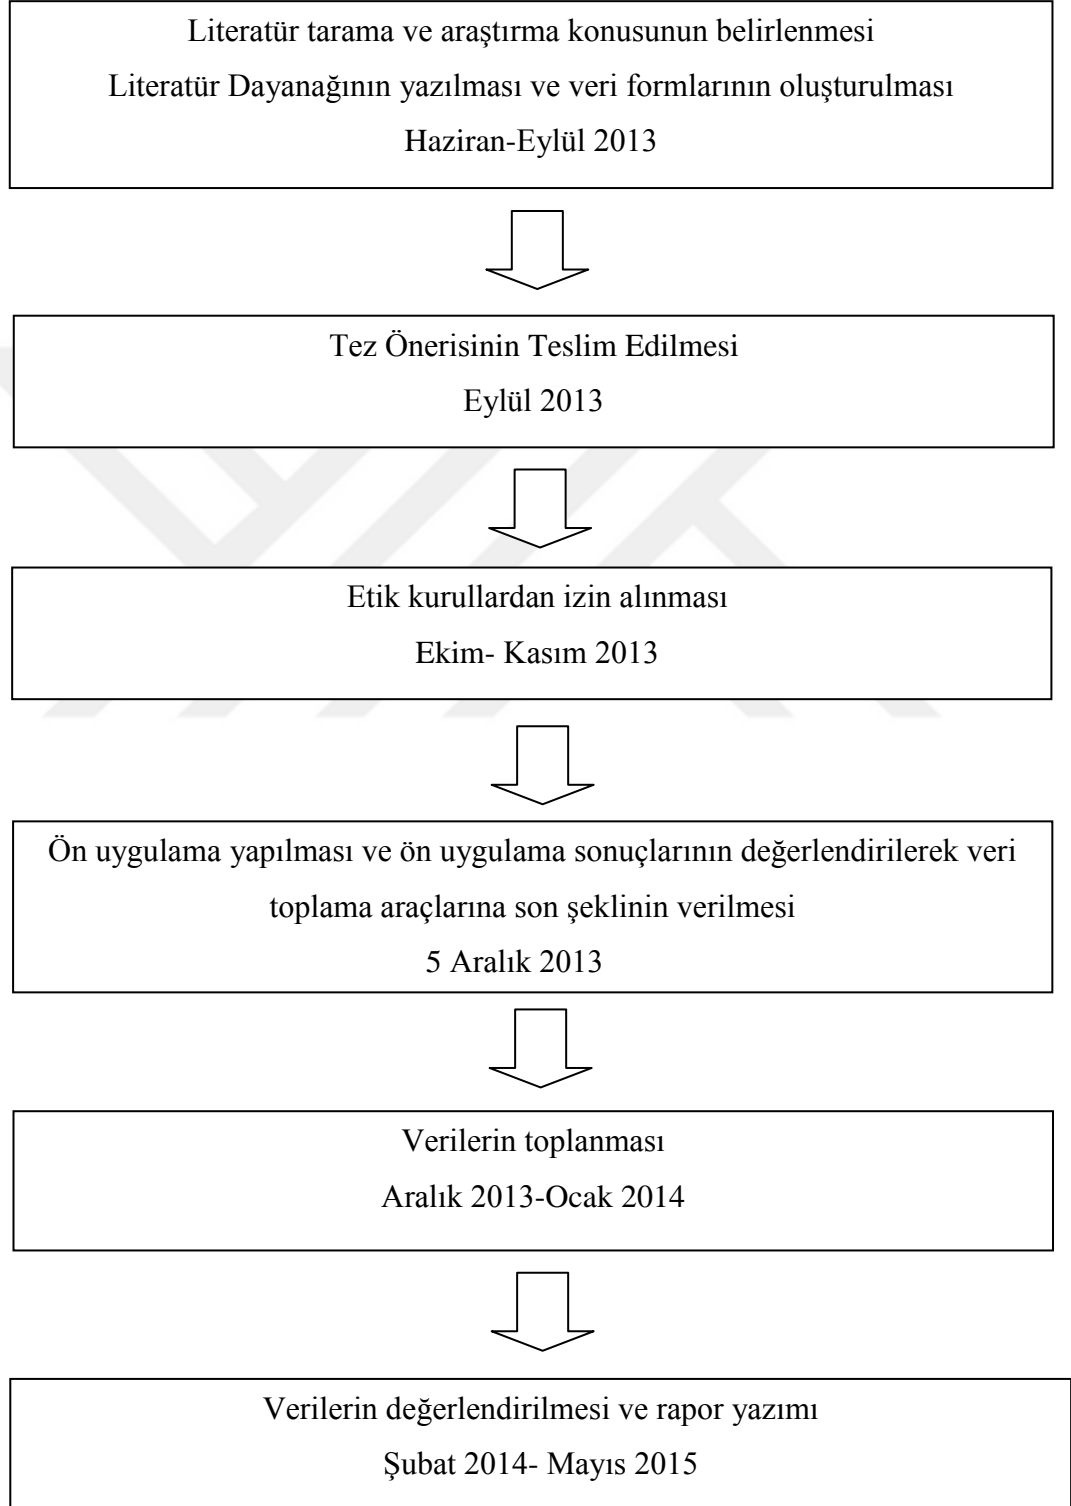 Literatür tarama ve araştırma konusunun belirlenmesi
Literatür Dayanağının yazılması ve veri formlarının oluşturulması
Haziran-Eylül 2013
Tez Önerisinin Teslim Edilmesi
Eylül 2013
Etik kurullardan izin alınması
Ekim- Kasım 2013
Ön uygulama yapılması ve ön uygulama sonuçlarının değerlendirilerek veri
toplama araçlarına son şeklinin verilmesi
5 Aralık 2013
Verilerin toplanması
Aralık 2013-Ocak 2014
Verilerin değerlendirilmesi ve rapor yazımı
Şubat 2014- Mayıs 2015